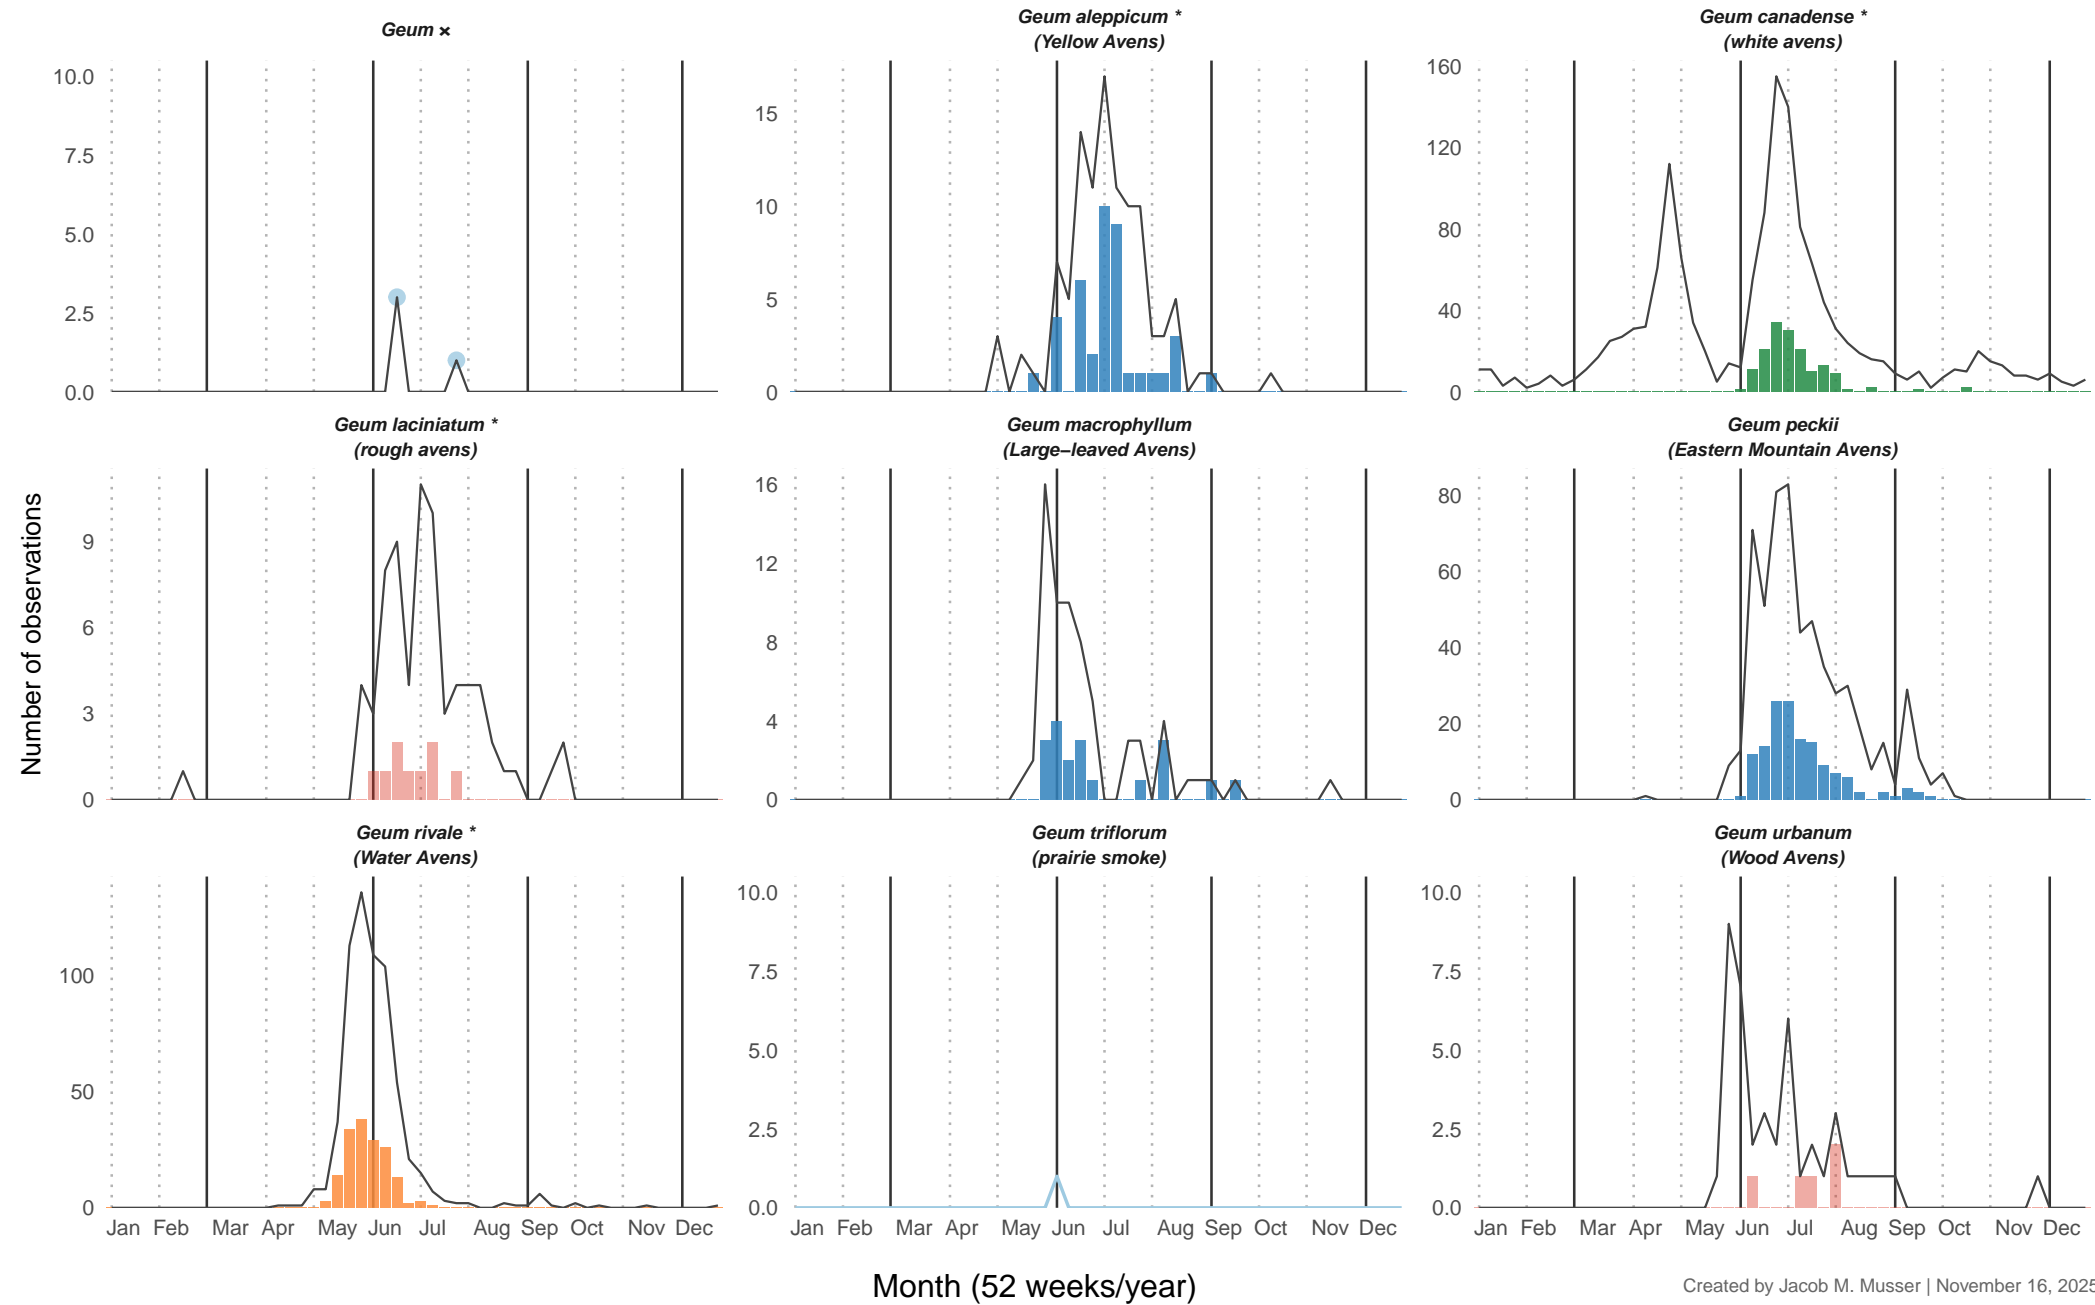 Geum ×
Geum aleppicum *
(Yellow Avens)
Geum canadense *
(white avens)
10.0
7.5
5.0
2.5
0.0
15
10
5
0
160
120
80
40
0
Geum laciniatum *
(rough avens)
Geum macrophyllum
(Large–leaved Avens)
Geum peckii
(Eastern Mountain Avens)
Number of observations
9
6
3
0
16
12
8
4
0
80
60
40
20
0
Geum rivale *
(Water Avens)
Geum triflorum
(prairie smoke)
Geum urbanum
(Wood Avens)
100
50
0
10.0
7.5
5.0
2.5
0.0
10.0
7.5
5.0
2.5
0.0
Jan Feb Mar Apr May Jun Jul Aug Sep Oct Nov Dec
Jan Feb Mar Apr May Jun Jul Aug Sep Oct Nov Dec
Jan Feb Mar Apr May Jun Jul Aug Sep Oct Nov Dec
Month (52 weeks/year)
Created by Jacob M. Musser | November 16, 2025